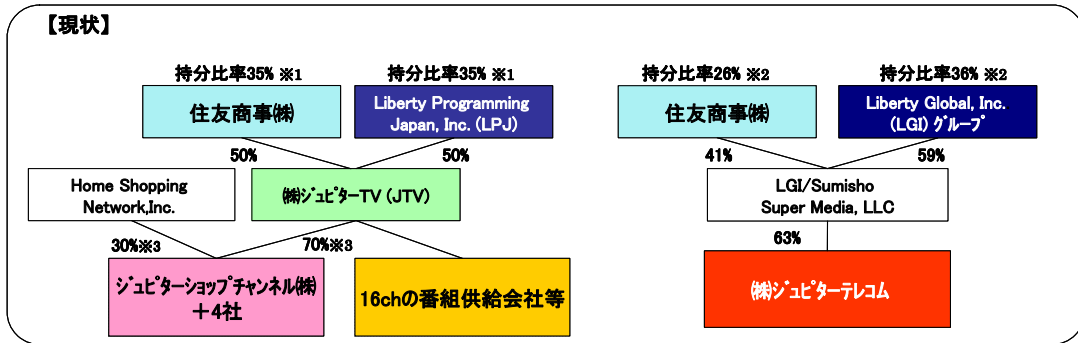 【現状】
持分比率35% ※1
持分比率35% ※1
持分比率26% ※2
持分比率36% ※2
住友商事㈱
Liberty Programming
Japan, Inc. (LPJ)
住友商事㈱
Liberty Global, Inc.
(LGI) ｸﾞﾙｰﾌﾟ
50%
50%
41%
59%
Home Shopping
Network,Inc.
㈱ｼﾞｭﾋﾟﾀｰTV (JTV)
LGI/Sumisho
Super Media, LLC
30%※3
70%※3
63%
ｼﾞｭﾋﾟﾀｰｼｮｯﾌﾟﾁｬﾝﾈﾙ㈱
＋4社
16chの番組供給会社等
㈱ｼﾞｭﾋﾟﾀｰﾃﾚｺﾑ